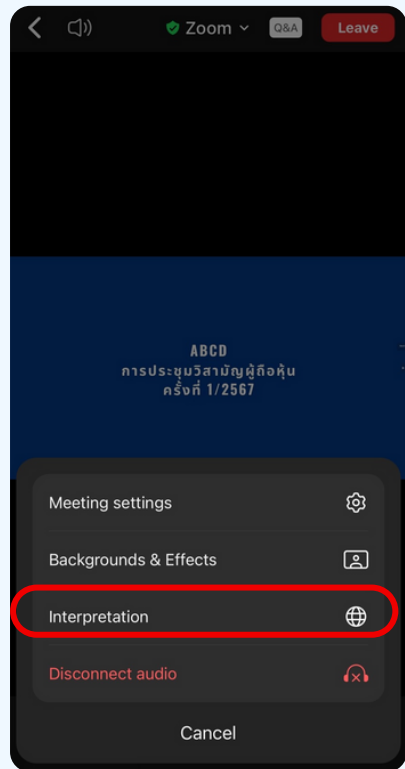 Zoom
Q&A
Leave
ABCD
การประชุมวิสามัญผู้ถือหุ้น
ครั้งที่ 1/2567
Meeting settings
Backgrounds & Effects
Interpretation
Disconnect audio
Cancel